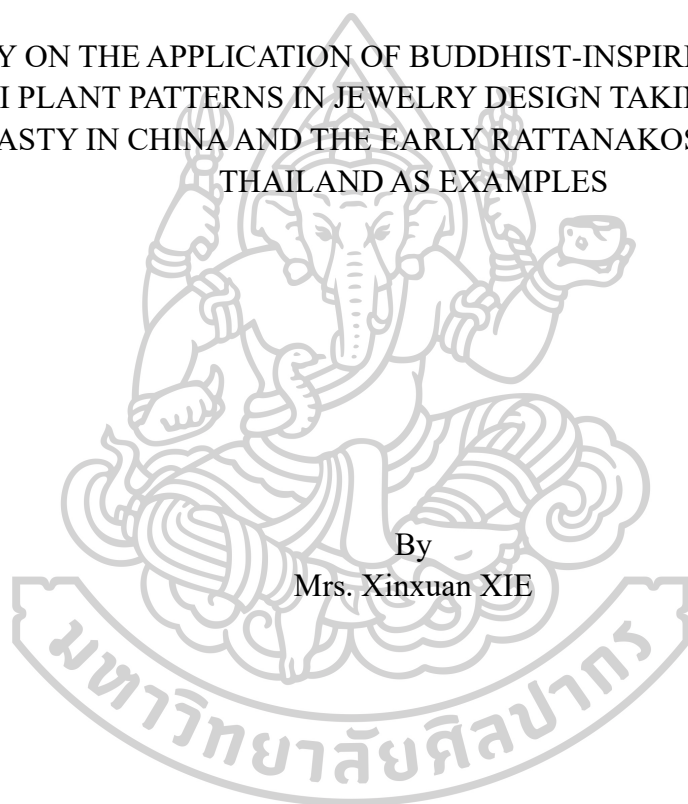 Y ON THE APPLICATION OF BUDDHIST-INSPIRE
I PLANT PATTERNS IN JEWELRY DESIGN TAKIN
ASTY IN CHINA AND THE EARLY RATTANAKOS
THAILAND AS EXAMPLES
By
Mrs. Xinxuan XIE
มหาวิทยาลัยศิลปากร